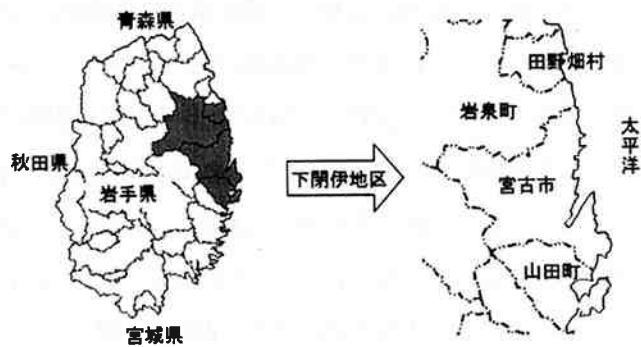 青森県
秋田県
岩手県
宮城県
下閉伊地区
田野畑村
岩泉町
太平洋
宮古市
山田町